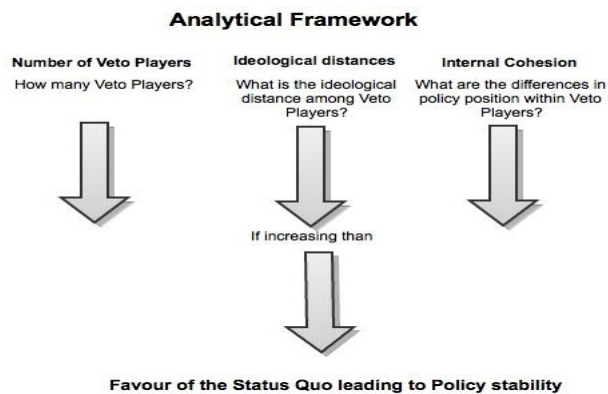 Analytical Framework
Number of Veto Players
How many Veto Players?
Ideological distances
What is the ideological
distance among Veto
Players?
Internal Cohesion
What are the differences in
policy position within Veto
Players?
If increasing than
Favour of the Status Quo leading to Policy stability